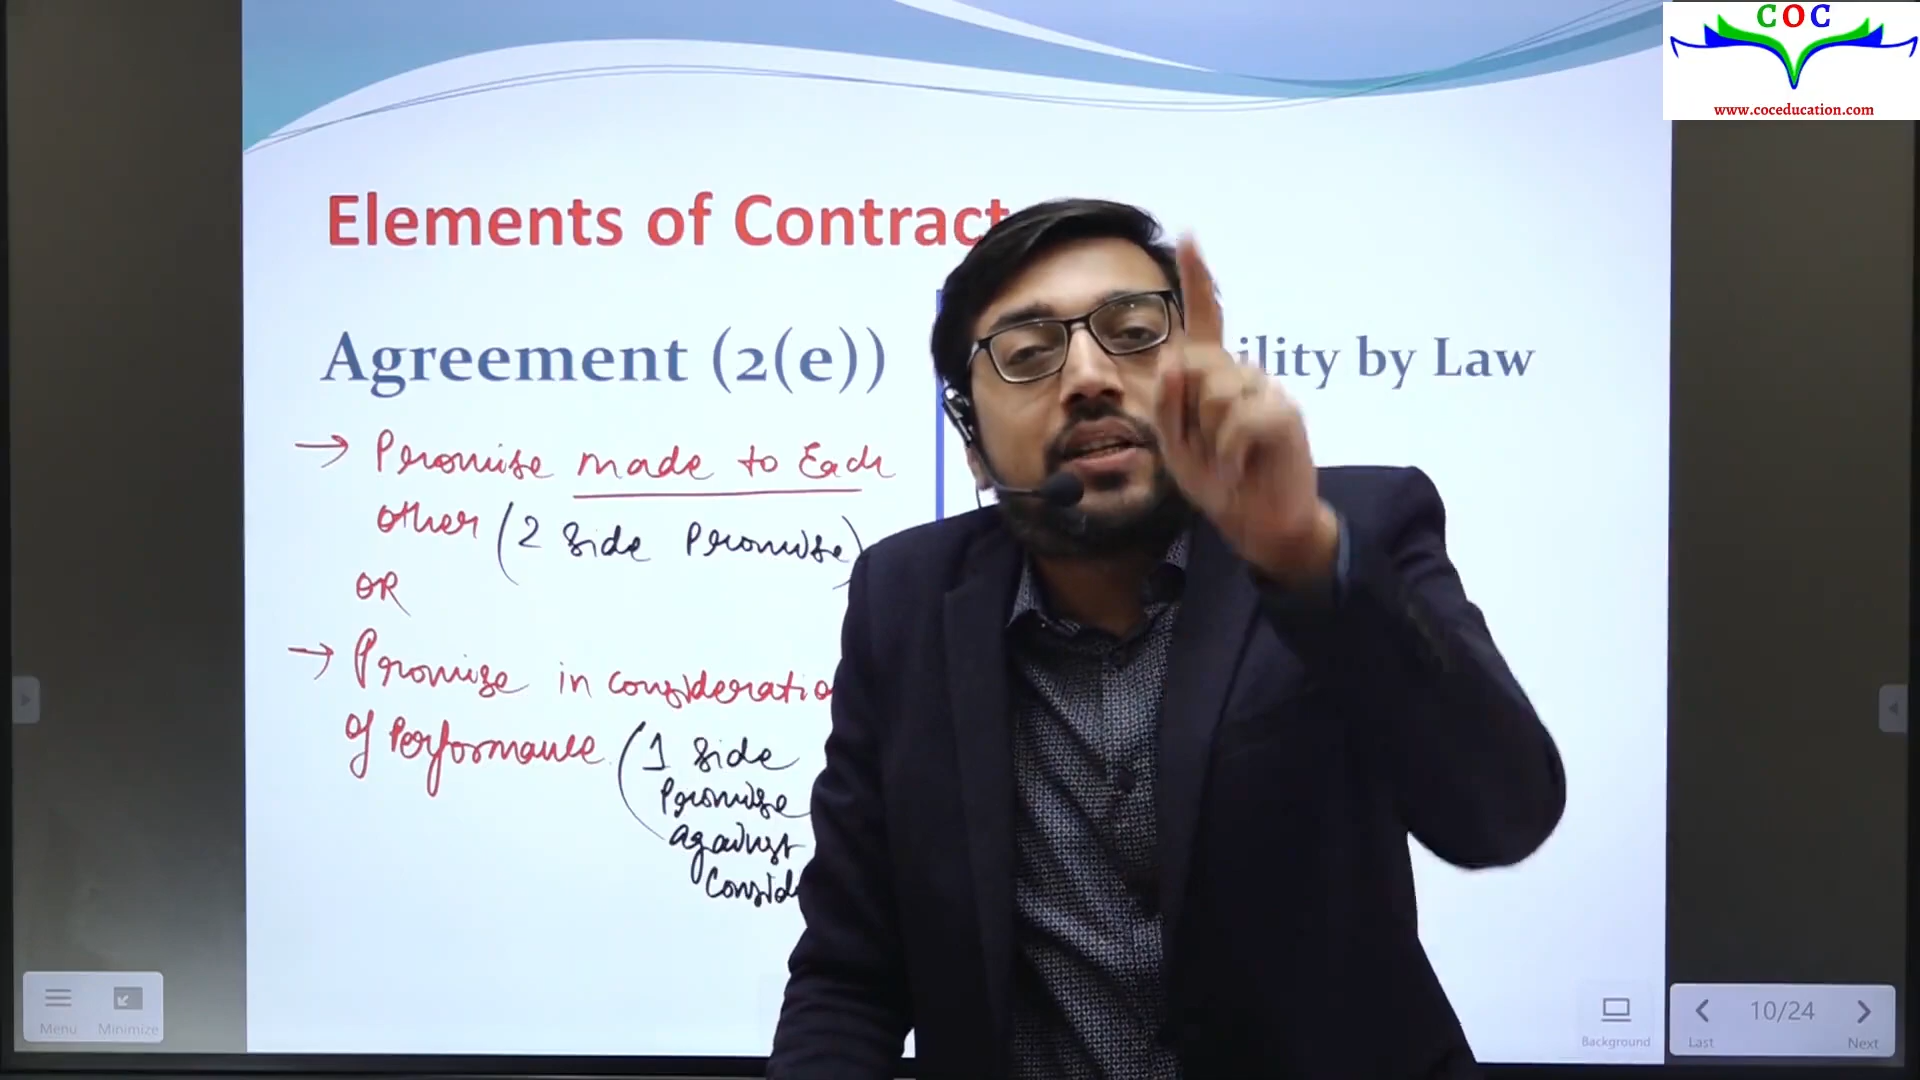 COC
www.coceducation.com
Elements of Contract
Agreement (2(e))
ility by Law
→ Promise made to Each
other (2 side Promise)
OR
→ Promise in consideratio
of Performance. (1 side
Promise
against
Consid
Menu
Minimize
Background
10/24
Last
Next